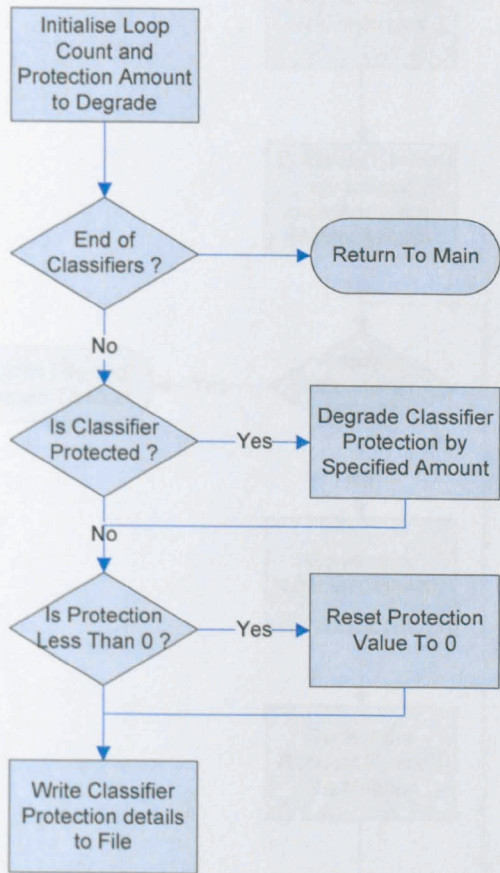 Initialise Loop
Count and
Protection Amount
to Degrade
End of
Classifiers ?
Return To Main
No
Is Classifier
Protected ?
Yes
Degrade Classifier
Protection by
Specified Amount
No
Is Protection
Less Than 0 ?
Yes
Reset Protection
Value To 0
Write Classifier
Protection details
to File